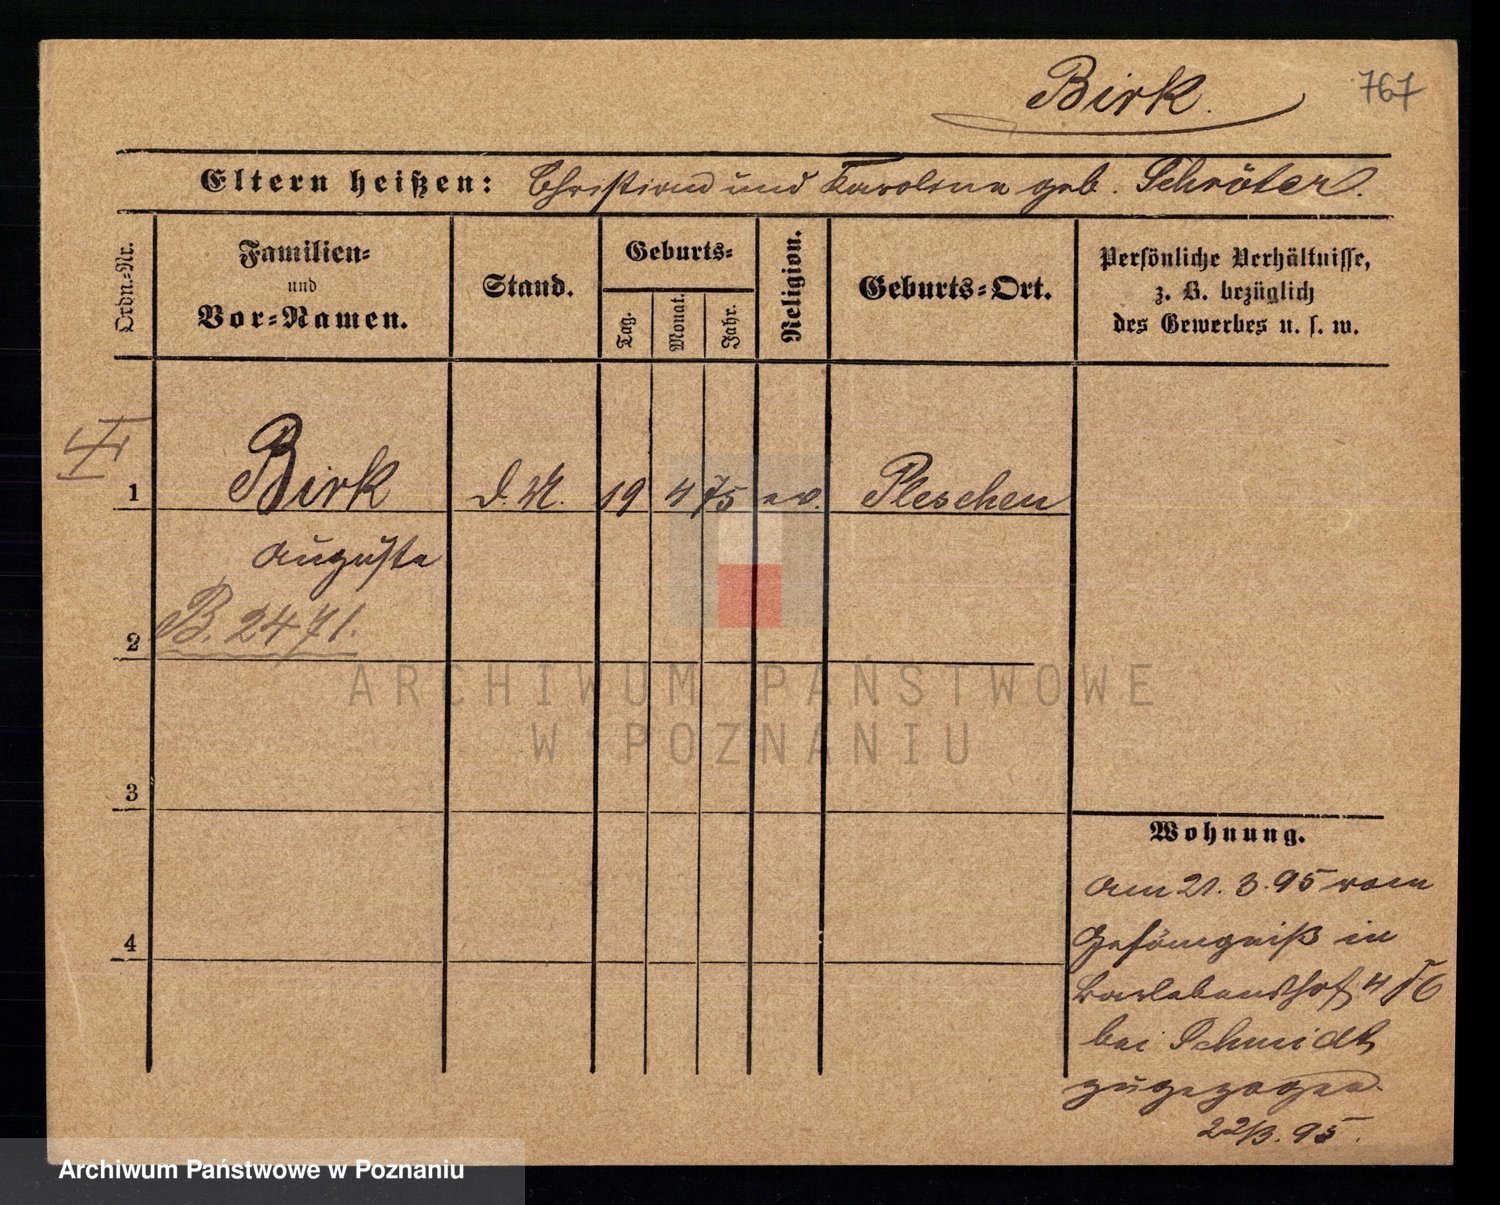 Birk.
767
Eltern heißen: Christian und Karoline geb. Schröter.
Ordn.=Nr.
Familien=
und
Vor=Namen.
Stand.
Geburts=
Tag.
Monat.
Jahr.
Religion.
Geburts=Ort.
Persönliche Verhältnisse,
z. B. bezüglich
des Gewerbes u. s. w.
1 Birk d. M. 19 4 75 ev. Pleschen
Auguste
2 B. 2471.
ARCHIWUM PAŃSTWOWE
W POZNANIU
3
Wohnung.
4
am 21.3.95 vom
Gefängniß in
4
bei Schmidt
zugezogen.
22/3.95.
Archiwum Państwowe w Poznaniu